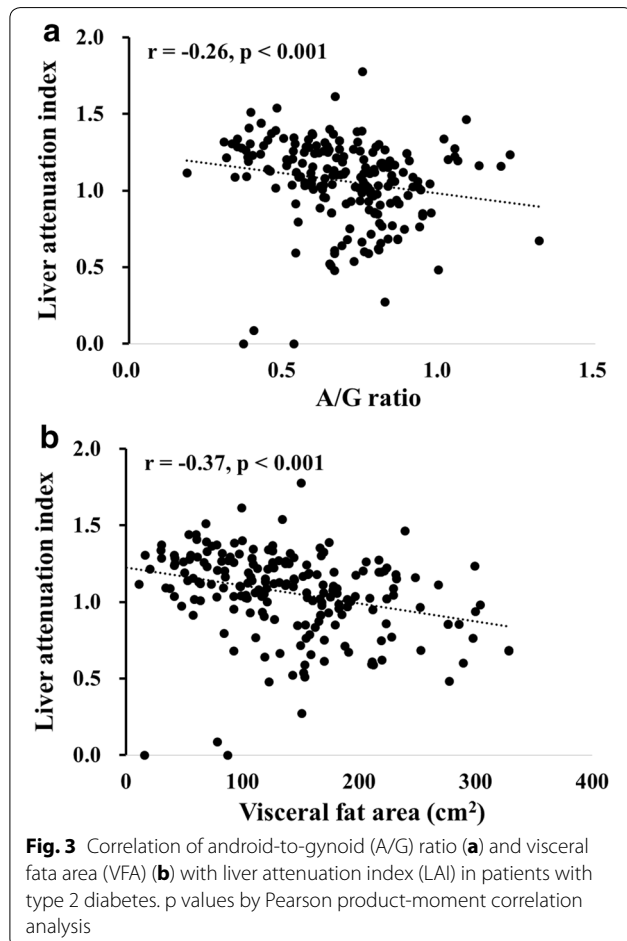 a
2.0
r = -0.26, p < 0.001
1.5
1.0
0.5
0.0
Liver attenuation index
0.0 0.5 1.0 1.5
A/G ratio
b
2.0
r = -0.37, p < 0.001
1.5
1.0
0.5
0.0
Liver attenuation index
0 100 200 300 400
Visceral fat area (cm²)
Fig. 3 Correlation of android-to-gynoid (A/G) ratio (a) and visceral
fata area (VFA) (b) with liver attenuation index (LAI) in patients with
type 2 diabetes. p values by Pearson product-moment correlation
analysis